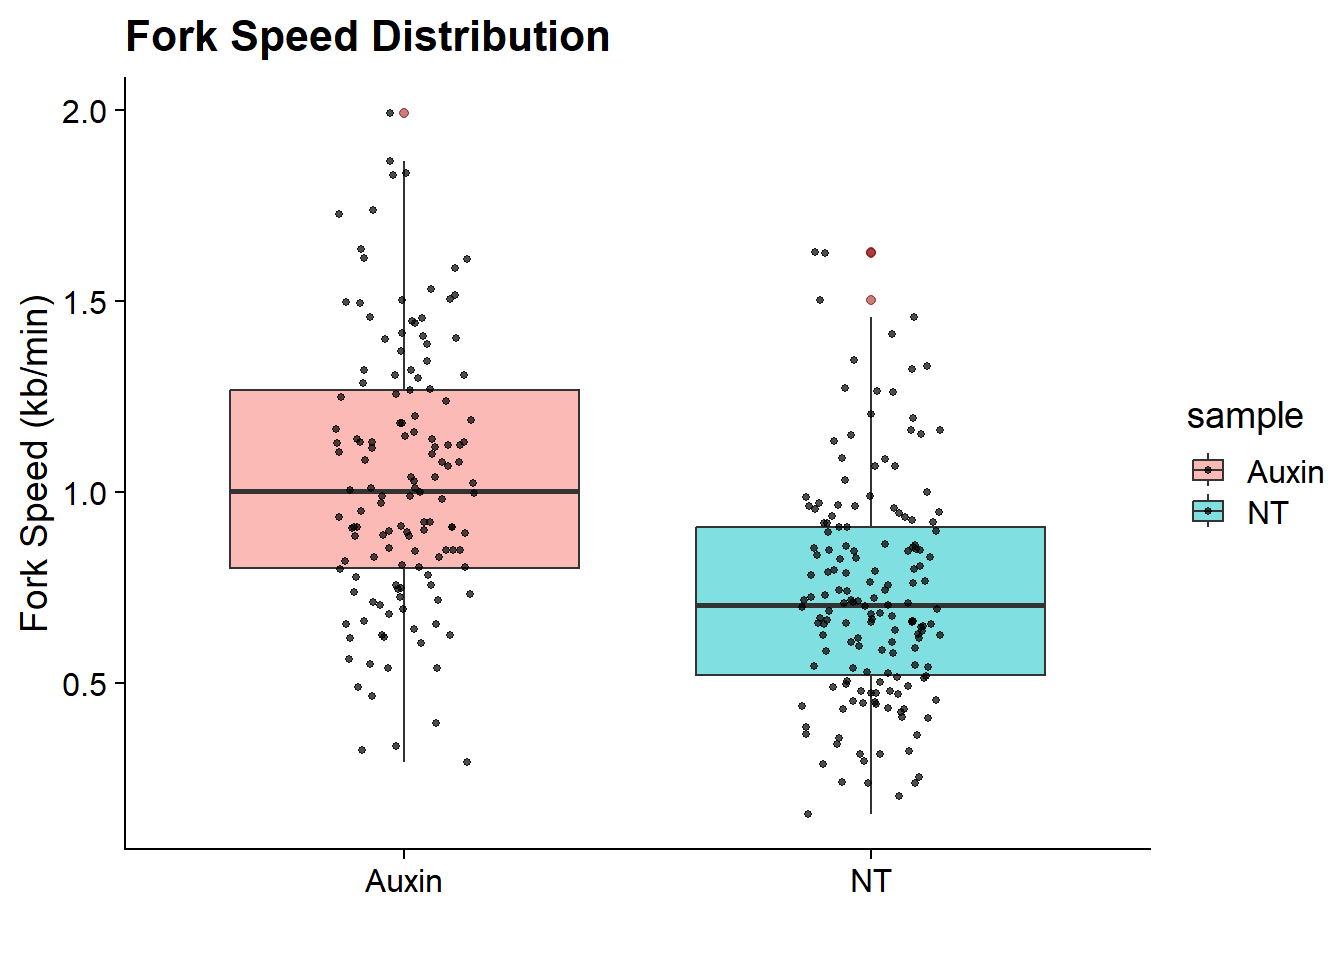 Fork Speed Distribution
Fork Speed (kb/min)
2.0
1.5
1.0
0.5
Auxin
NT
sample
Auxin
NT